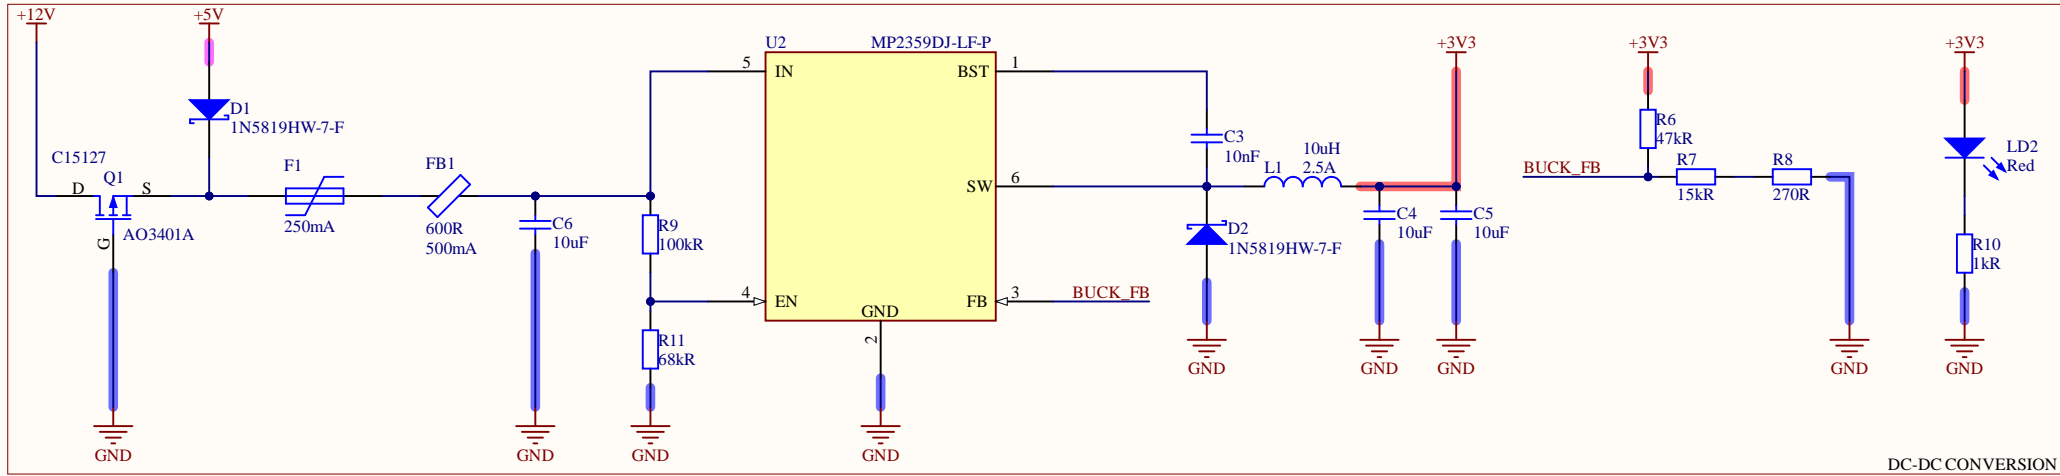 +12V
+5V
D1
1N5819HW-7-F
C15127
Q1
D
S
G
AO3401A
GND
F1
250mA
FB1
600R
500mA
C6
10uF
GND
R9
100kR
R11
68kR
GND
U2
MP2359DJ-LF-P
5
IN
4
EN
GND
2
GND
BST
1
SW
6
FB
3
BUCK_FB
C3
10nF
L1
10uH
2.5A
D2
1N5819HW-7-F
GND
+3V3
C4
10uF
GND
C5
10uF
GND
+3V3
R6
47kR
BUCK_FB
R7
15kR
R8
270R
GND
+3V3
LD2
Red
R10
1kR
GND
DC-DC CONVERSION